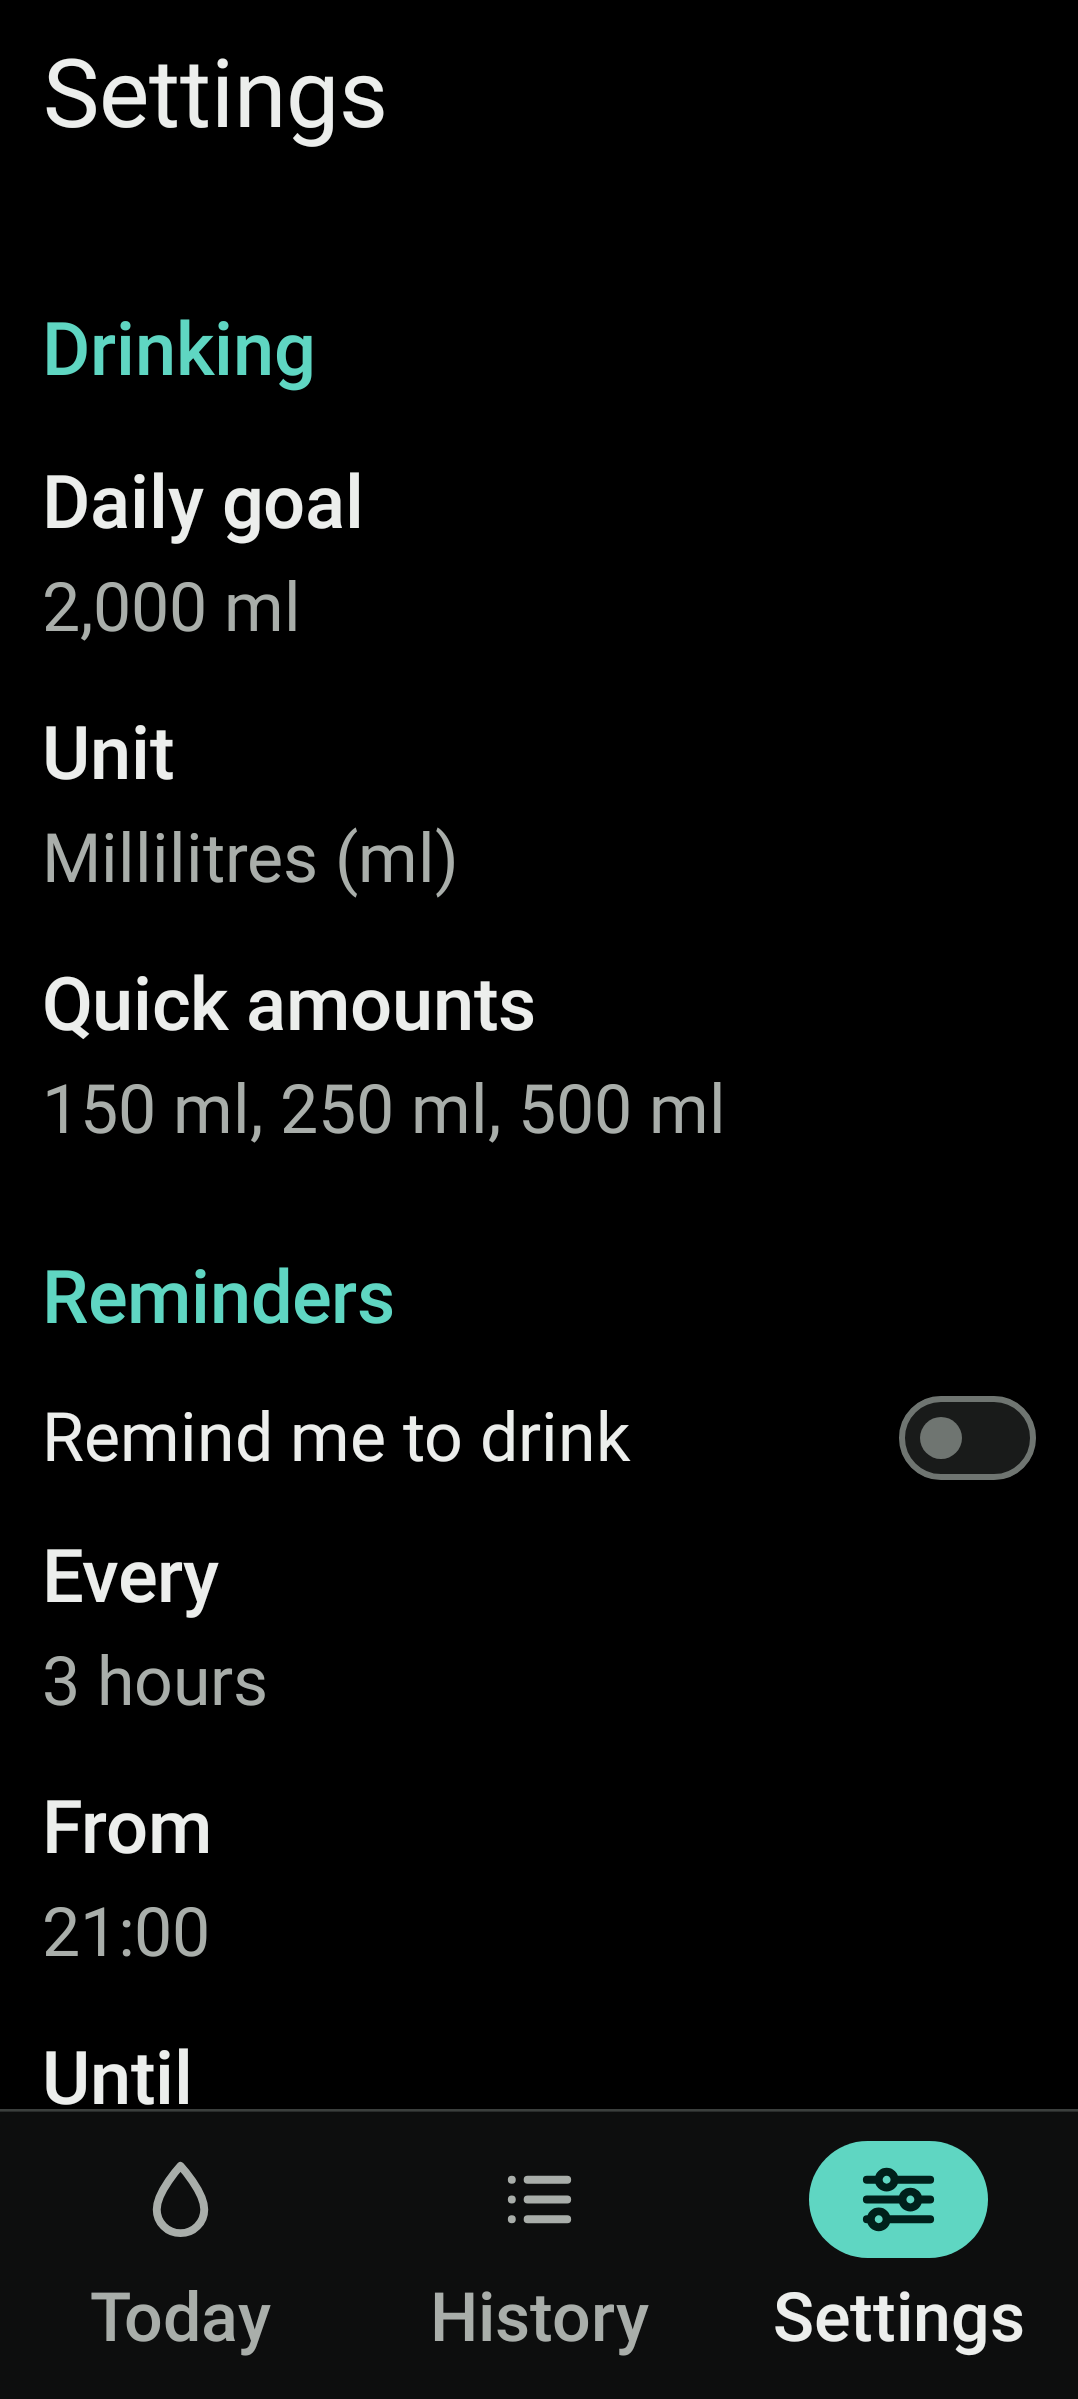 Settings
Drinking
Daily goal
2,000 ml
Unit
Millilitres (ml)
Quick amounts
150 ml, 250 ml, 500 ml
Reminders
Remind me to drink
Every
3 hours
From
21:00
Until
Today
History
Settings